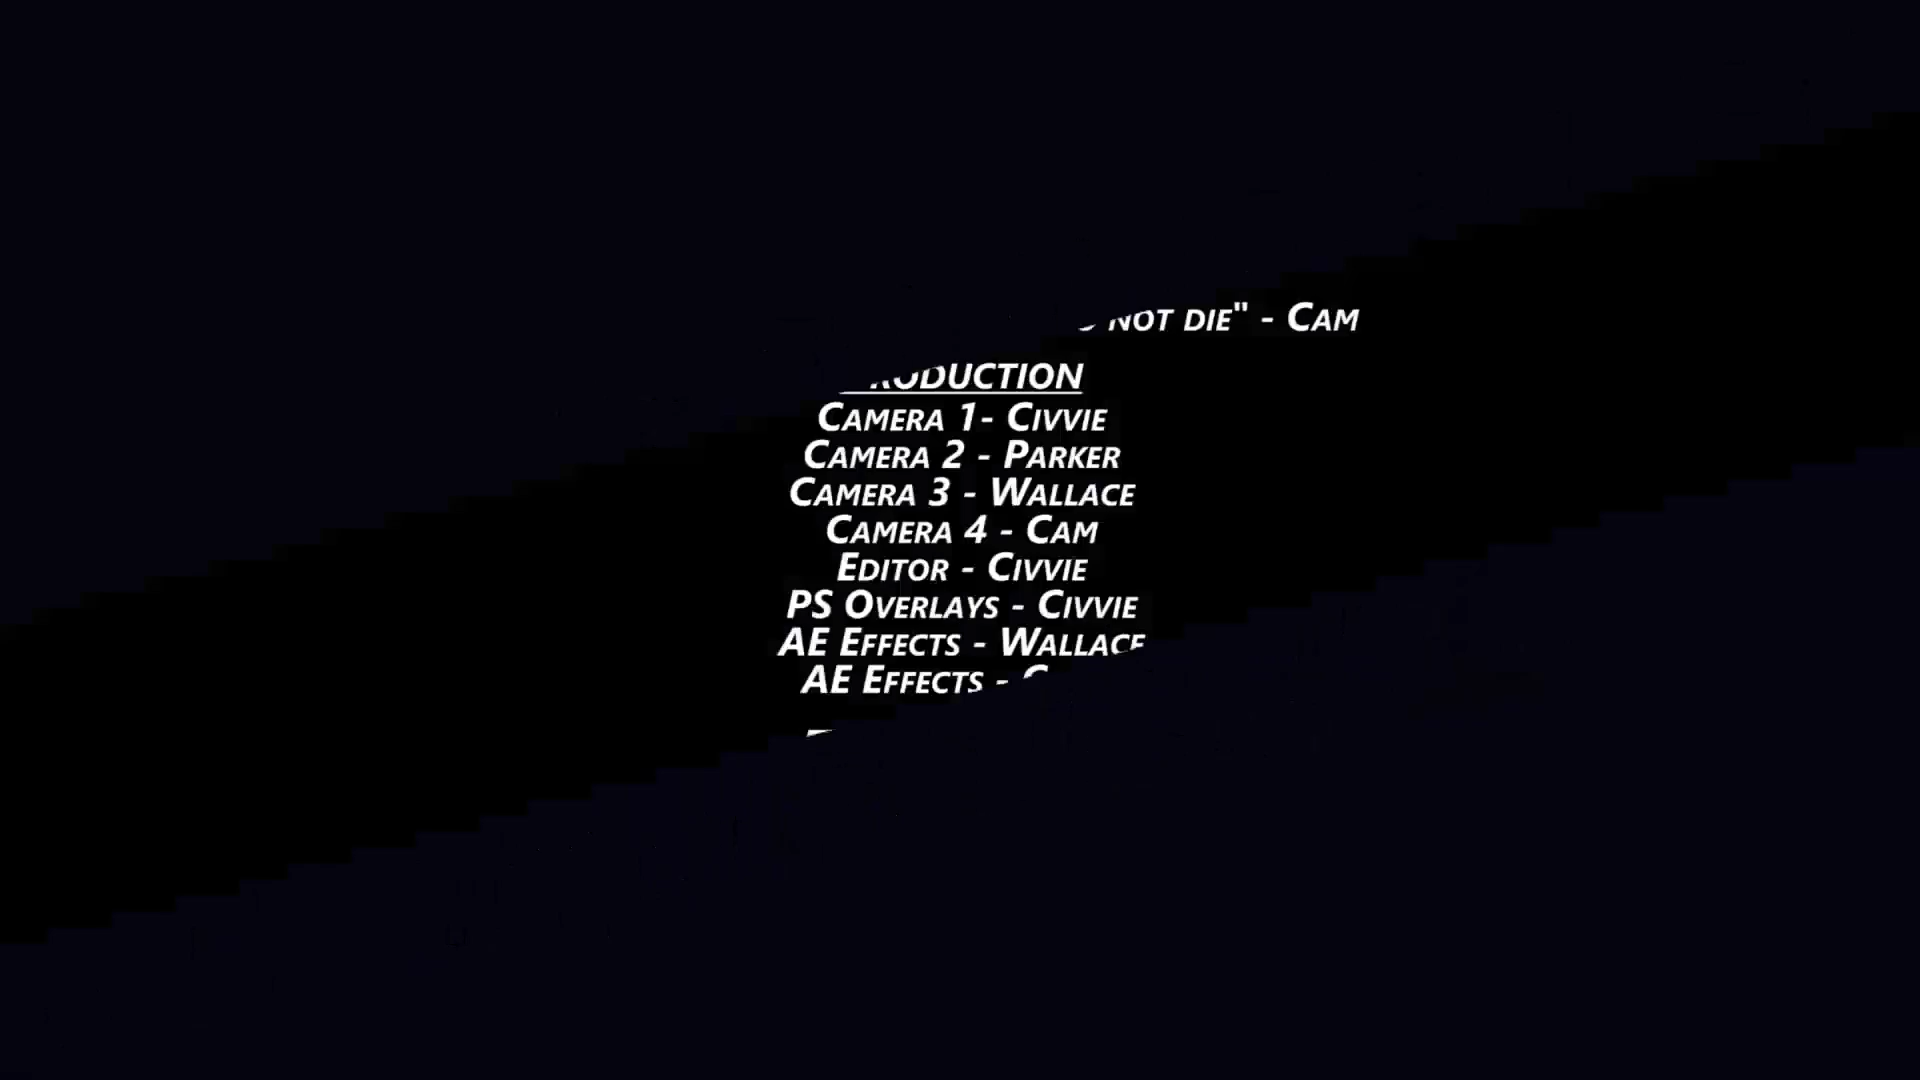 NOT DIE" - CAM
PRODUCTION
CAMERA 1- CIVVIE
CAMERA 2 - PARKER
CAMERA 3 - WALLACE
CAMERA 4 - CAM
EDITOR - CIVVIE
PS OVERLAYS - CIVVIE
AE EFFECTS - WALLACE
AE EFFECTS -